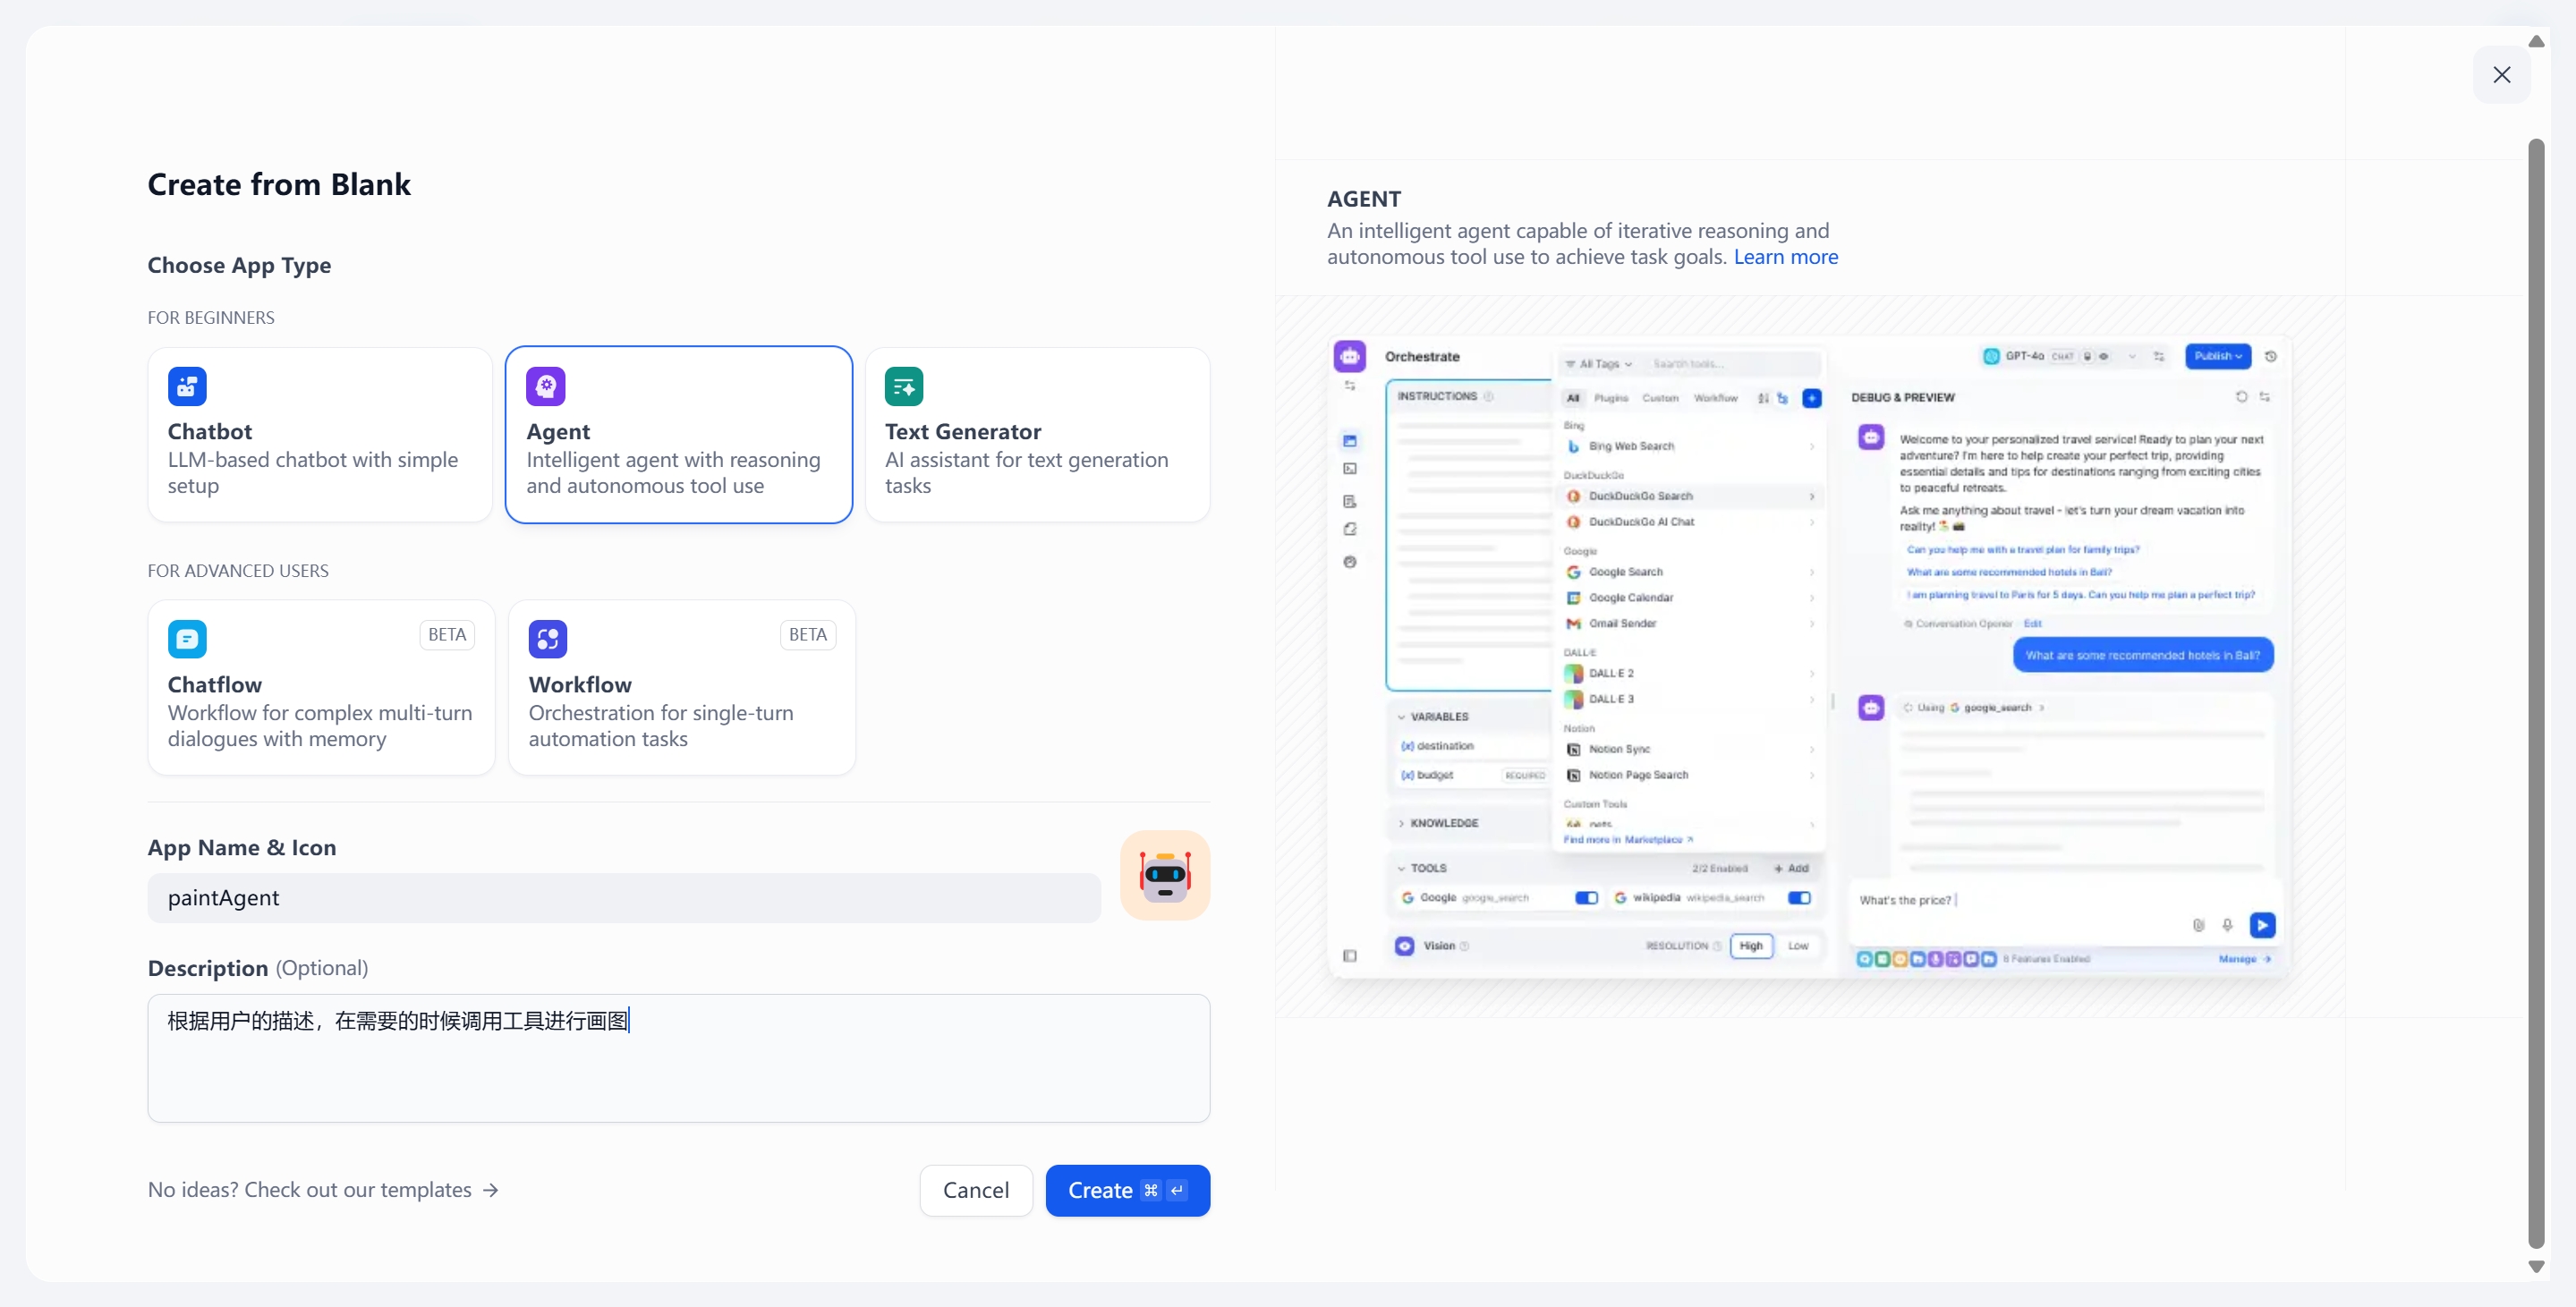 Create from Blank
Choose App Type
FOR BEGINNERS
Chatbot
LLM-based chatbot with simple
setup
Agent
Intelligent agent with reasoning
and autonomous tool use
Text Generator
AI assistant for text generation
tasks
FOR ADVANCED USERS
BETA
Chatflow
Workflow for complex multi-turn
dialogues with memory
BETA
Workflow
Orchestration for single-turn
automation tasks
App Name & Icon
paintAgent
Description (Optional)
根据用户的描述，在需要的时候调用工具进行画图
No ideas? Check out our templates →
Cancel
Create ⌘ ↵
AGENT
An intelligent agent capable of iterative reasoning and
autonomous tool use to achieve task goals. Learn more
Orchestrate
INSTRUCTIONS
VARIABLES
{x} destination
{x} budget REQUIRED
KNOWLEDGE
TOOLS
2/2 Enabled + Add
Google google_search
wikipedia wikipedia_search
Vision
RESOLUTION High Low
All Tags
Search tools...
All Plugins Custom Workflow
Bing
Bing Web Search
DuckDuckGo
DuckDuckGo Search
DuckDuckGo AI Chat
Google
Google Search
Google Calendar
Gmail Sender
DALL·E
DALL·E 2
DALL·E 3
Notion
Notion Sync
Notion Page Search
Custom Tools
pets
Find more in Marketplace ↗
GPT-4o CHAT
Publish
DEBUG & PREVIEW
Welcome to your personalized travel service! Ready to plan your next
adventure? I'm here to help create your perfect trip, providing
essential details and tips for destinations ranging from exciting cities
to peaceful retreats.
Ask me anything about travel - let's turn your dream vacation into
reality!
Can you help me with a travel plan for family trips?
What are some recommended hotels in Bali?
I am planning travel to Paris for 5 days. Can you help me plan a perfect trip?
Conversation Opener · Edit
What are some recommended hotels in Bali?
Using google_search
What's the price?
8 Features Enabled
Manage →